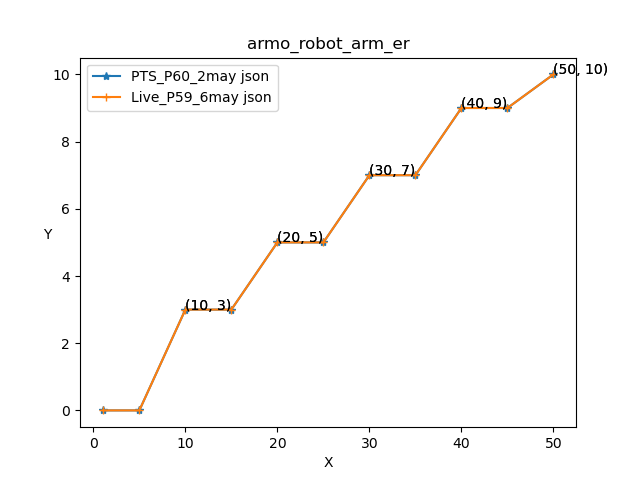 armo_robot_arm_er
PTS_P60_2may json
Live_P59_6may json
(50, 10)
(40, 9)
(30, 7)
(20, 5)
(10, 3)
10
8
6
4
2
0
Y
0 10 20 30 40 50
X